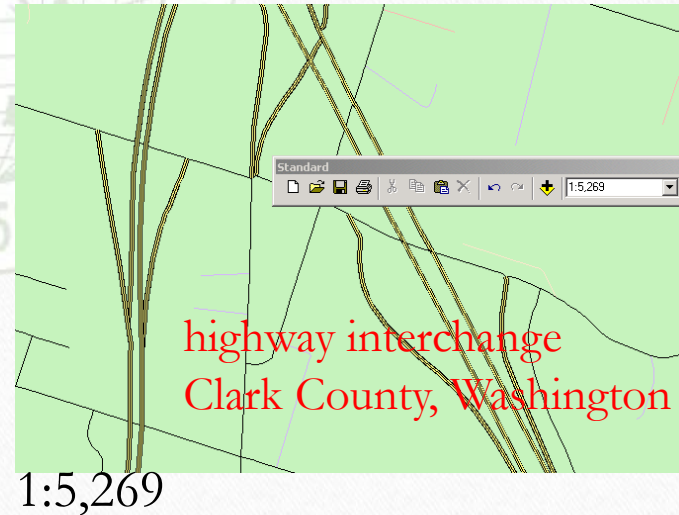 Standard
1:5,269
highway interchange
Clark County, Washington
1:5,269